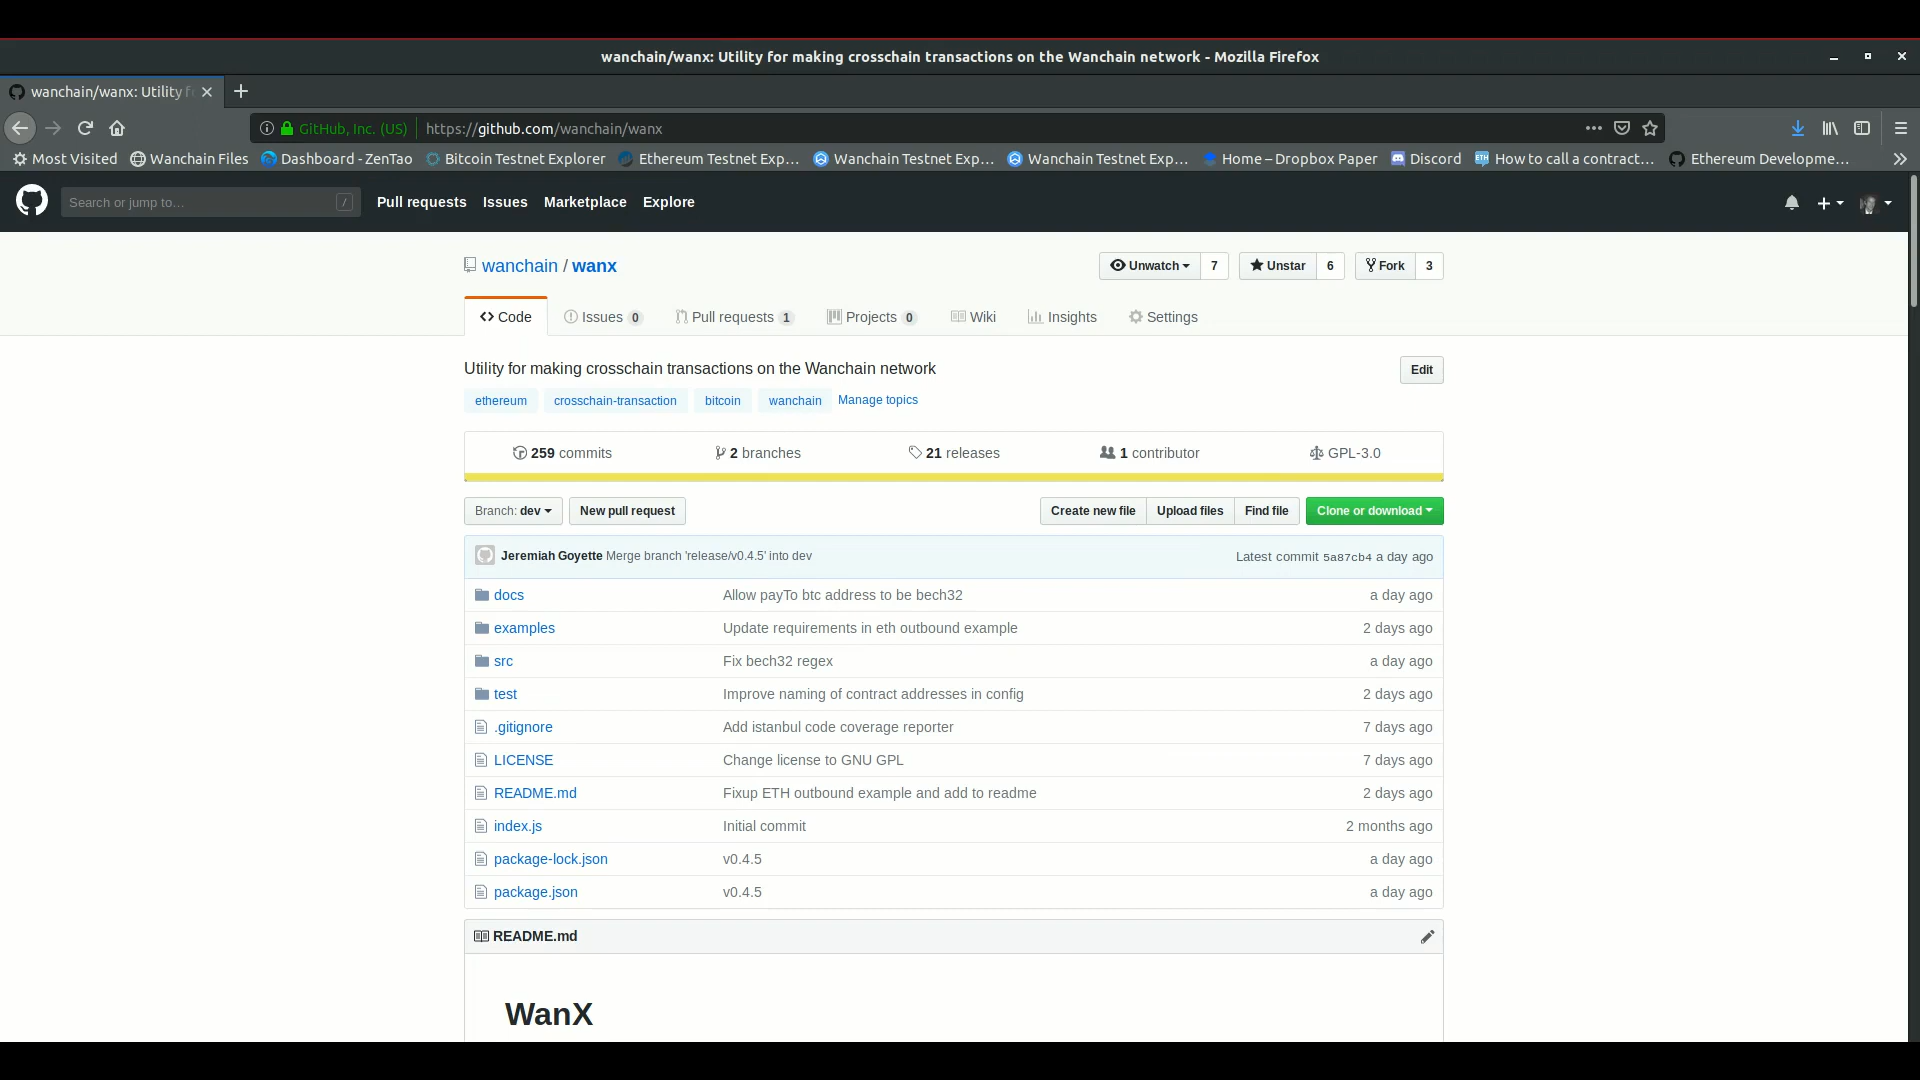 wanchain/wanx: Utility for making crosschain transactions on the Wanchain network - Mozilla Firefox
wanchain/wanx: Utility f
GitHub, Inc. (US) https://github.com/wanchain/wanx
Most Visited Wanchain Files Dashboard - ZenTao Bitcoin Testnet Explorer Ethereum Testnet Exp… Wanchain Testnet Exp… Wanchain Testnet Exp… Home – Dropbox Paper Discord How to call a contract… Ethereum Developme…
Search or jump to… / Pull requests Issues Marketplace Explore
wanchain / wanx Unwatch 7 Unstar 6 Fork 3
Code Issues 0 Pull requests 1 Projects 0 Wiki Insights Settings
Utility for making crosschain transactions on the Wanchain network Edit
ethereum crosschain-transaction bitcoin wanchain Manage topics
259 commits 2 branches 21 releases 1 contributor GPL-3.0
Branch: dev New pull request Create new file Upload files Find file Clone or download
Jeremiah Goyette Merge branch 'release/v0.4.5' into dev Latest commit 5a87cb4 a day ago
docs Allow payTo btc address to be bech32 a day ago
examples Update requirements in eth outbound example 2 days ago
src Fix bech32 regex a day ago
test Improve naming of contract addresses in config 2 days ago
.gitignore Add istanbul code coverage reporter 7 days ago
LICENSE Change license to GNU GPL 7 days ago
README.md Fixup ETH outbound example and add to readme 2 days ago
index.js Initial commit 2 months ago
package-lock.json v0.4.5 a day ago
package.json v0.4.5 a day ago
README.md
WanX